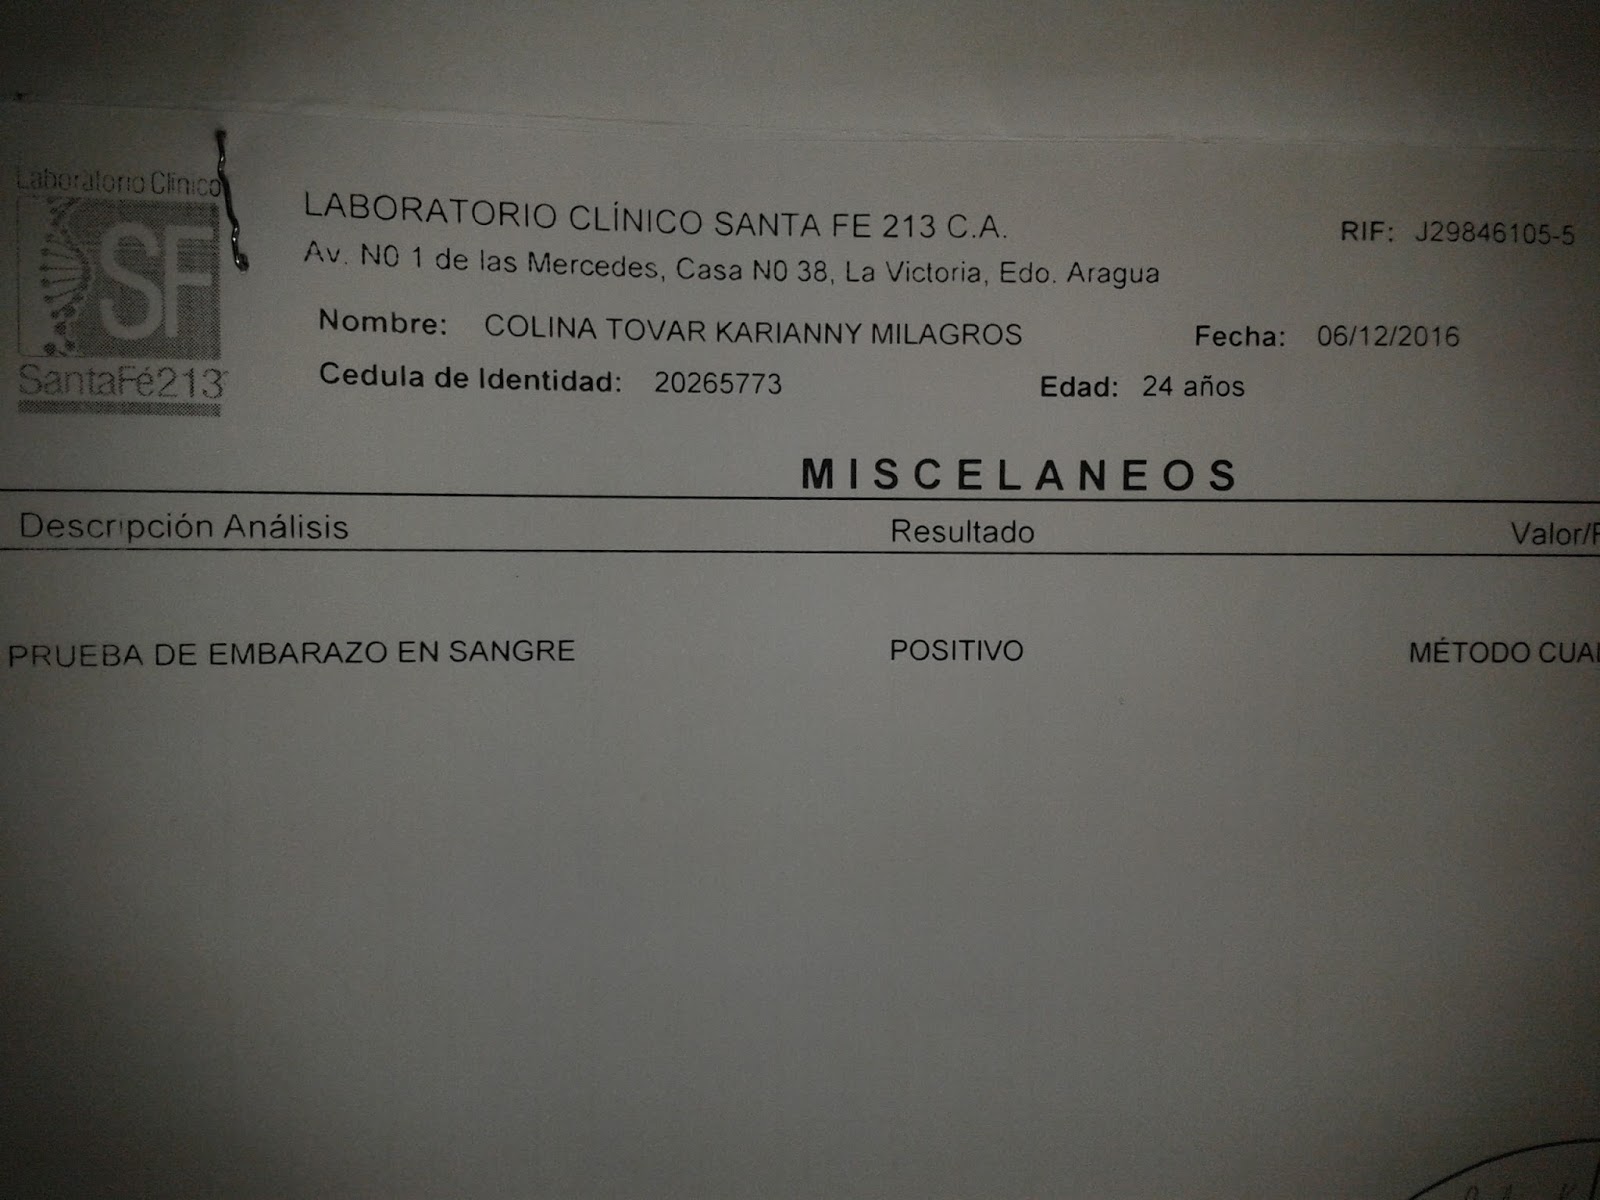 Laboratorio Clínico
SF
SantaFé213
LABORATORIO CLÍNICO SANTA FE 213 C.A.
RIF: J29846105-5
Av. N0 1 de las Mercedes, Casa N0 38, La Victoria, Edo. Aragua
Nombre: COLINA TOVAR KARIANNY MILAGROS Fecha: 06/12/2016
Cedula de Identidad: 20265773 Edad: 24 años
MISCELANEOS
Descripción Análisis Resultado Valor/
PRUEBA DE EMBARAZO EN SANGRE POSITIVO MÉTODO CUAL